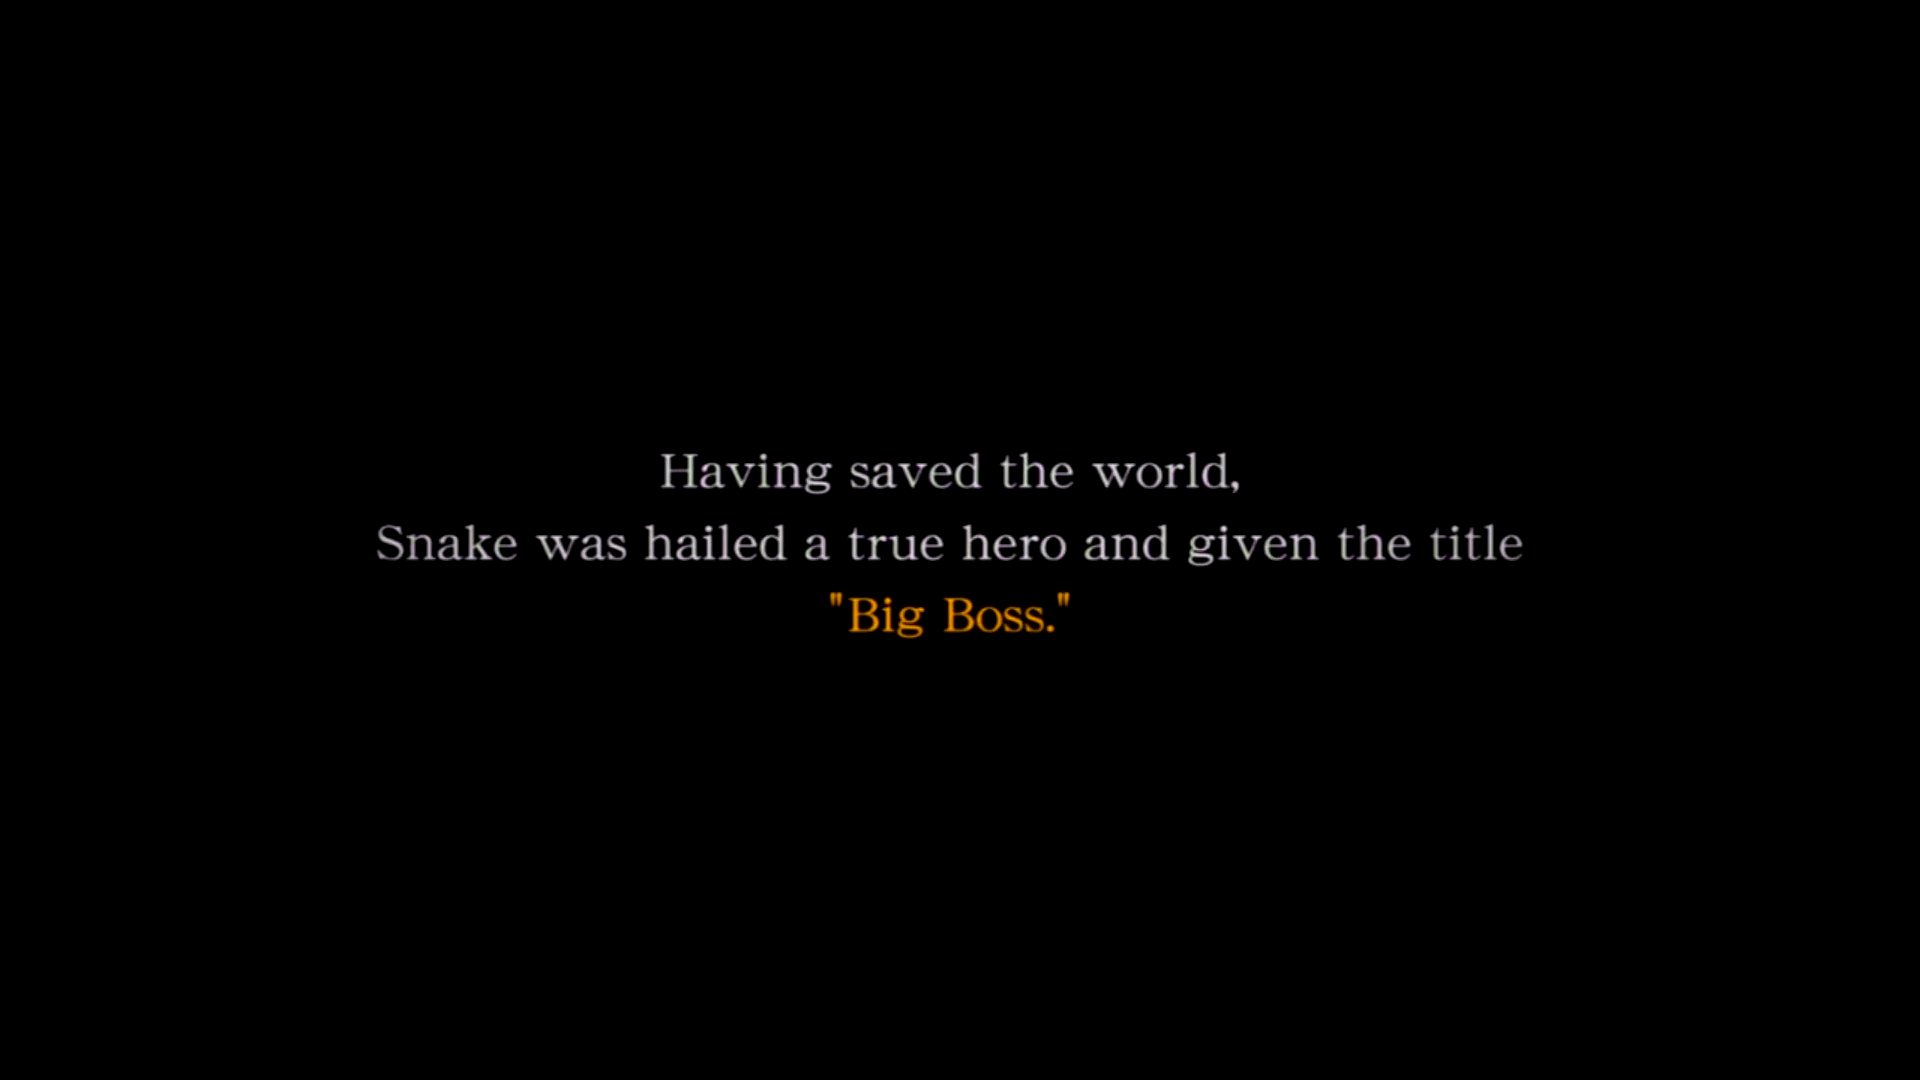 Having saved the world,
Snake was hailed a true hero and given the title
"Big Boss."